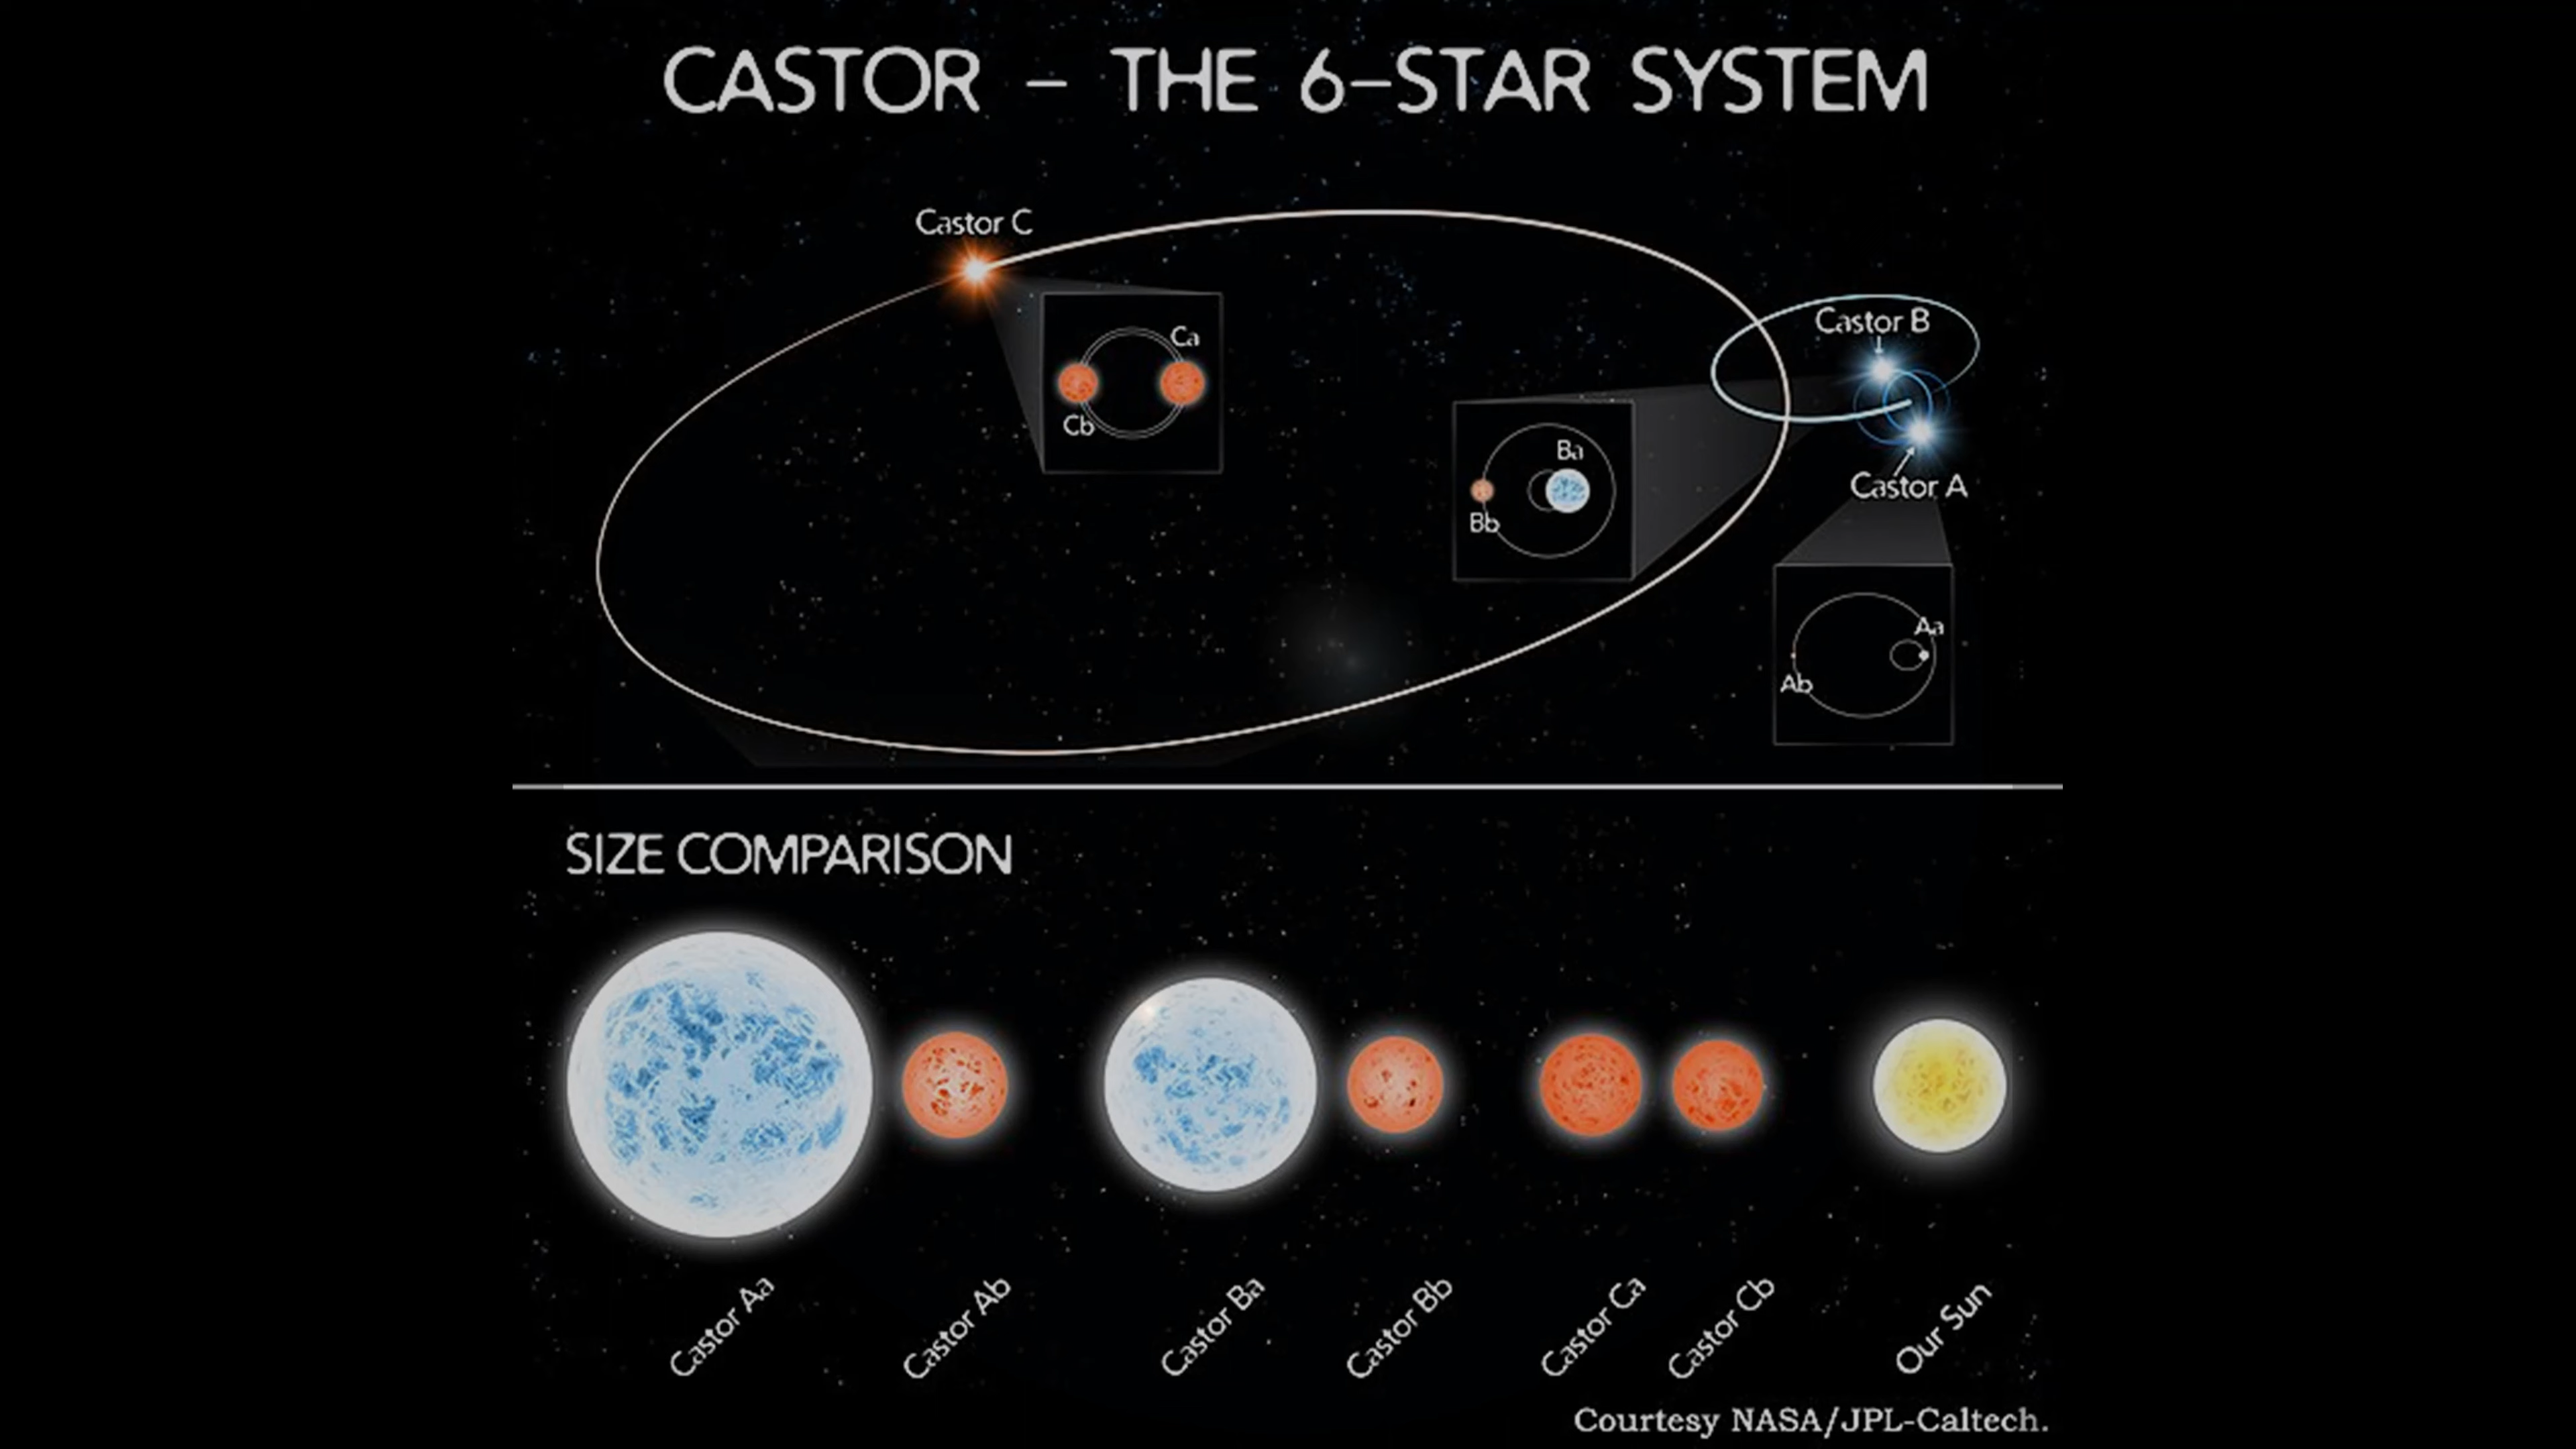 CASTOR – THE 6–STAR SYSTEM
Castor C
Ca
Cb
Castor B
Ba
Bb
Castor A
Aa
Ab
SIZE COMPARISON
Castor Aa
Castor Ab
Castor Ba
Castor Bb
Castor Ca
Castor Cb
Our Sun
Courtesy NASA/JPL-Caltech.